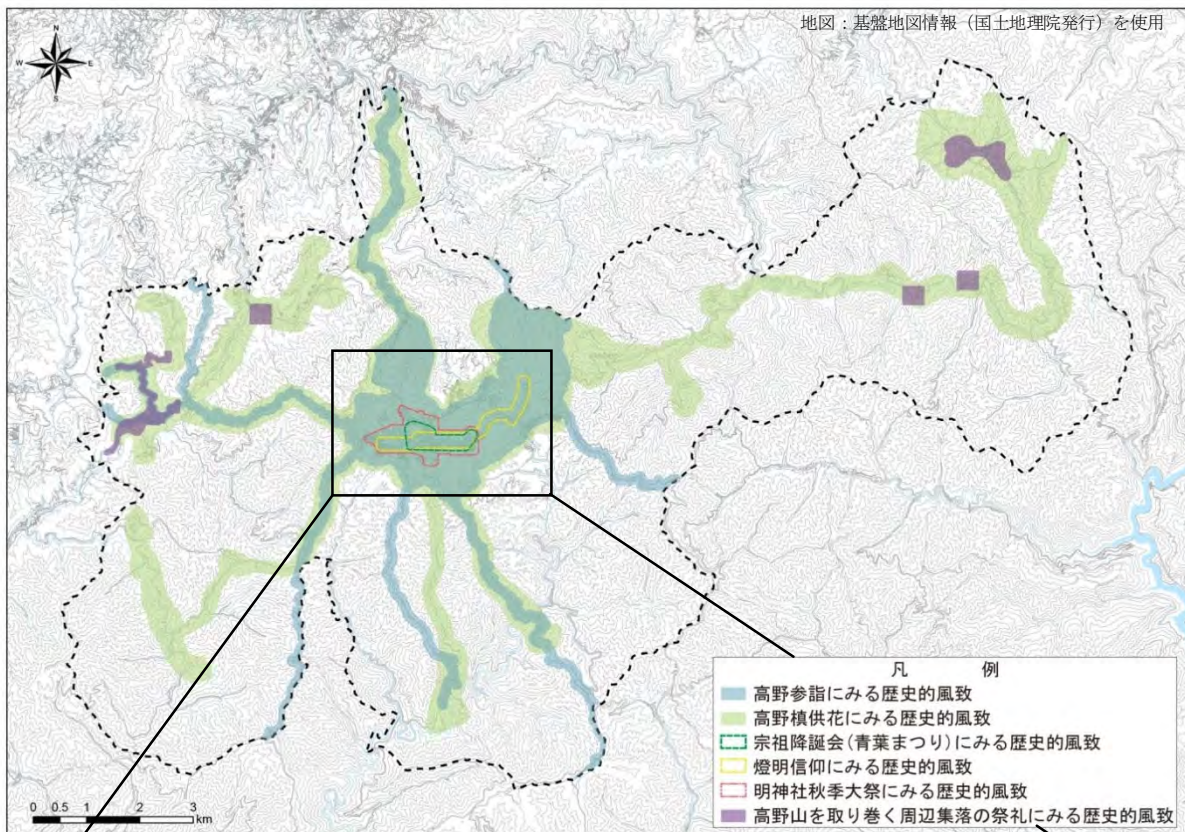 地図：基盤地図情報（国土地理院発行）を使用
N
W E
S
凡　例
高野参詣にみる歴史的風致
高野槙供花にみる歴史的風致
宗祖降誕会(青葉まつり)にみる歴史的風致
燈明信仰にみる歴史的風致
明神社秋季大祭にみる歴史的風致
高野山を取り巻く周辺集落の祭礼にみる歴史的風致
0 0.5 1 2 3
km